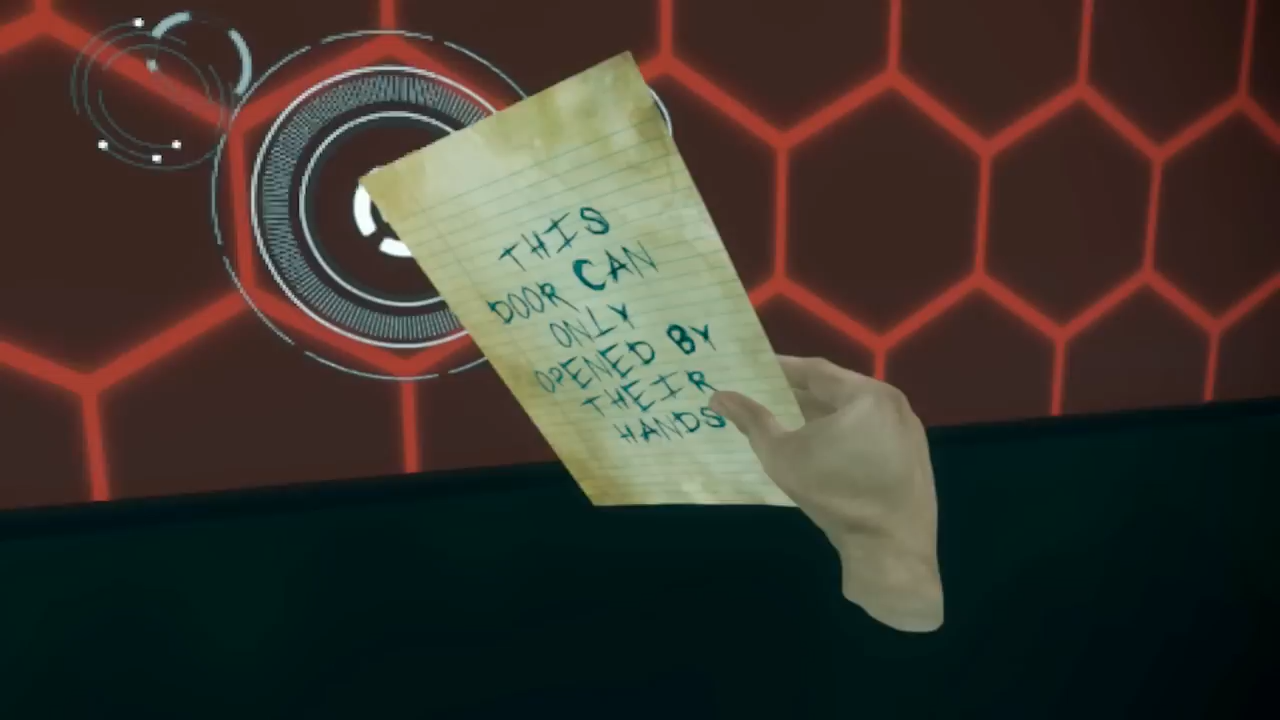 THIS
DOOR CAN
ONLY
OPENED BY
THEIR
HANDS